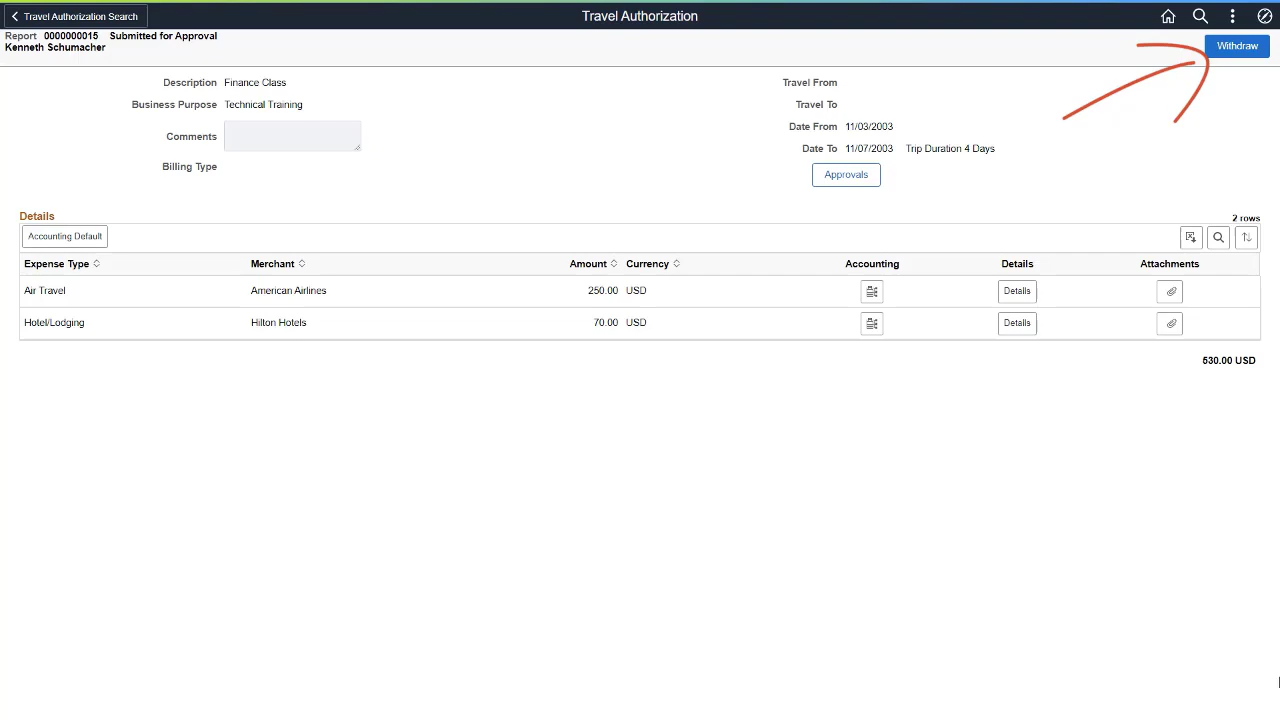 Travel Authorization Search
Travel Authorization
Report 0000000015 Submitted for Approval
Kenneth Schumacher
Withdraw
Description Finance Class
Business Purpose Technical Training
Comments
Billing Type
Travel From
Travel To
Date From 11/03/2003
Date To 11/07/2003 Trip Duration 4 Days
Approvals
Details
2 rows
Accounting Default
Expense Type Merchant Amount Currency Accounting Details Attachments
Air Travel American Airlines 250.00 USD Details
Hotel/Lodging Hilton Hotels 70.00 USD Details
530.00 USD